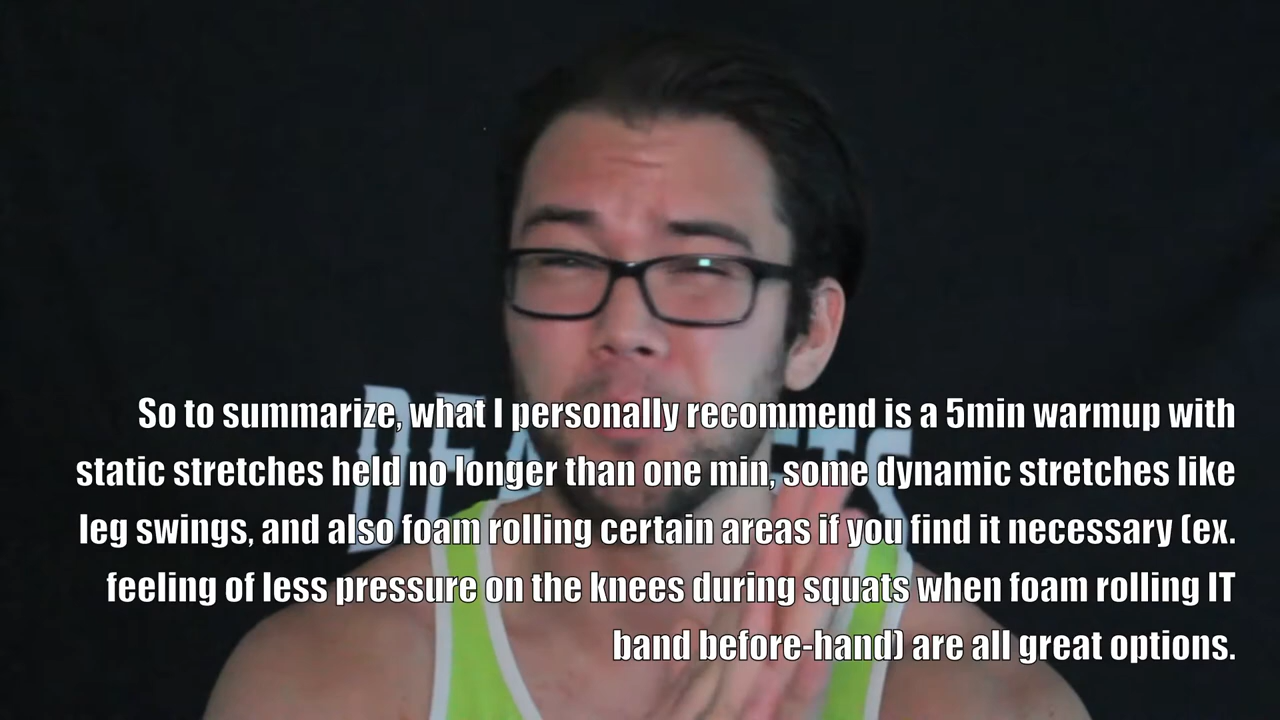 So to summarize, what I personally recommend is a 5min warmup with
static stretches held no longer than one min, some dynamic stretches like
leg swings, and also foam rolling certain areas if you find it necessary (ex.
feeling of less pressure on the knees during squats when foam rolling IT
band before-hand) are all great options.